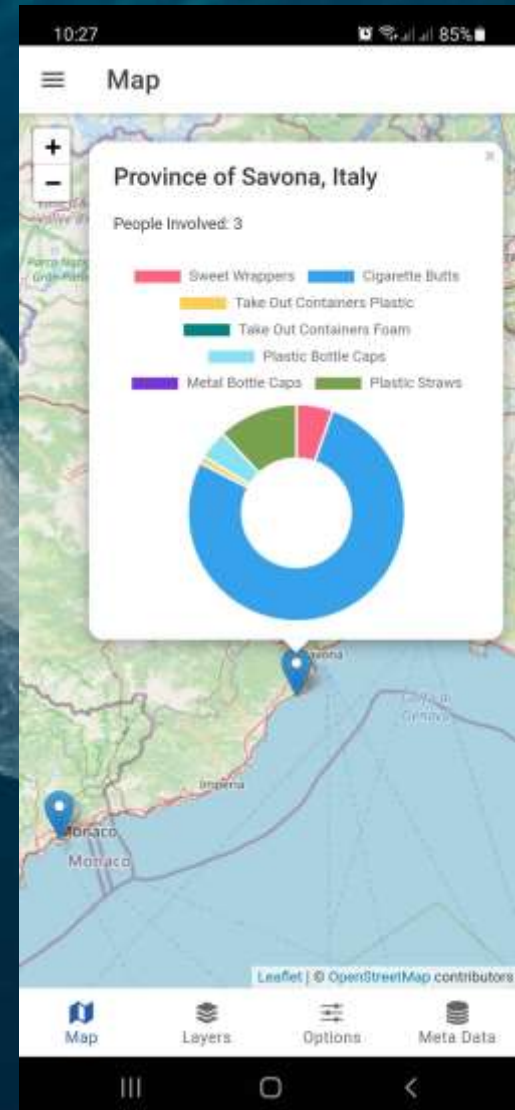 10:27 85%
Map
+
−
Province of Savona, Italy
×
People Involved: 3
Sweet Wrappers Cigarette Butts
Take Out Containers Plastic
Take Out Containers Foam
Plastic Bottle Caps
Metal Bottle Caps Plastic Straws
Savona
Imperia
Monaco
Monaco
Leaflet | © OpenStreetMap contributors
Map Layers Options Meta Data